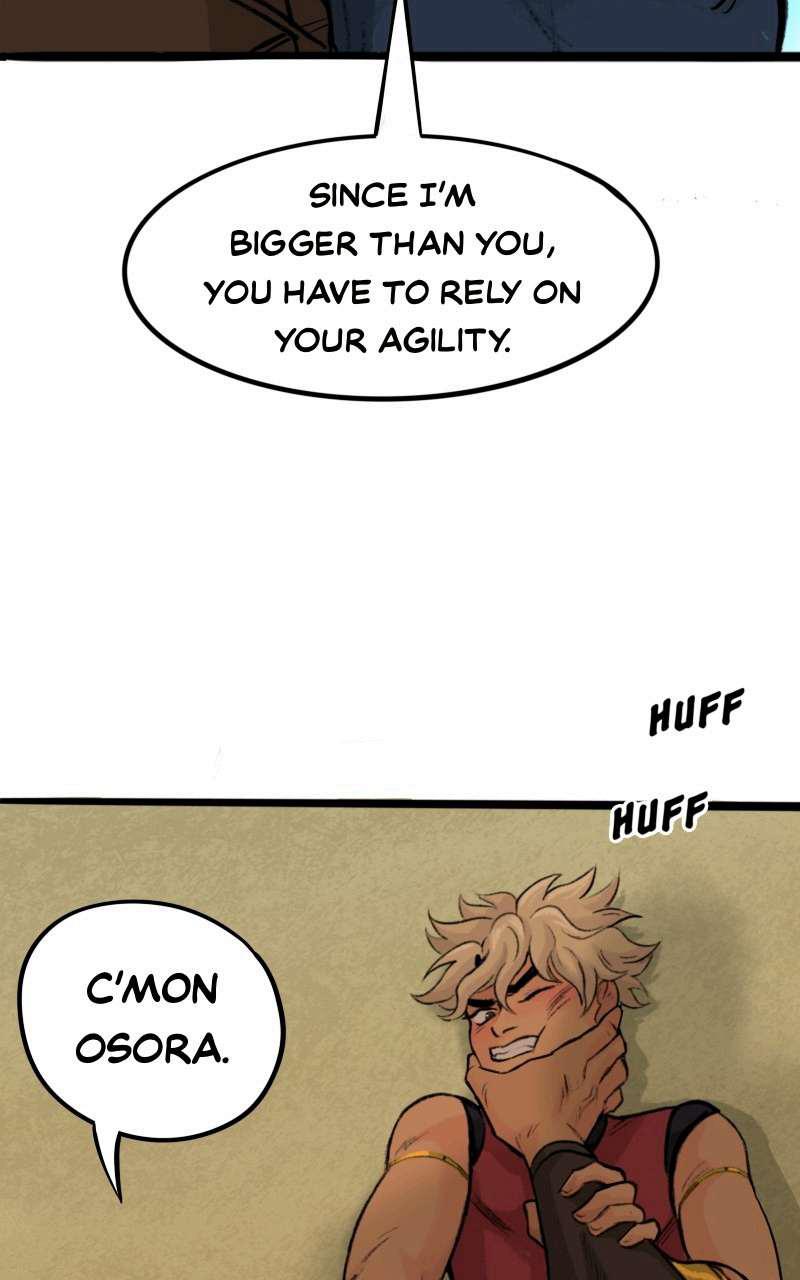 SINCE I'M
BIGGER THAN YOU,
YOU HAVE TO RELY ON
YOUR AGILITY.
HUFF
HUFF
C'MON
OSORA.